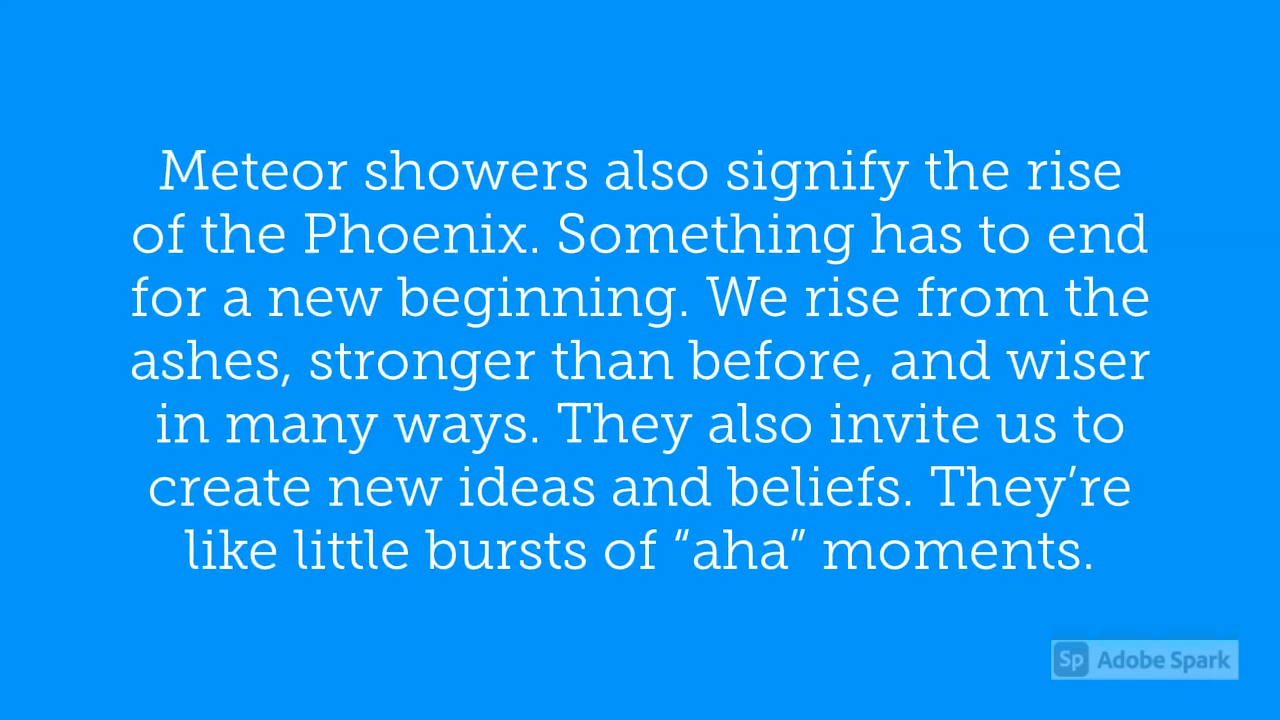 Meteor showers also signify the rise
of the Phoenix. Something has to end
for a new beginning. We rise from the
ashes, stronger than before, and wiser
in many ways. They also invite us to
create new ideas and beliefs. They’re
like little bursts of “aha” moments.
Sp Adobe Spark